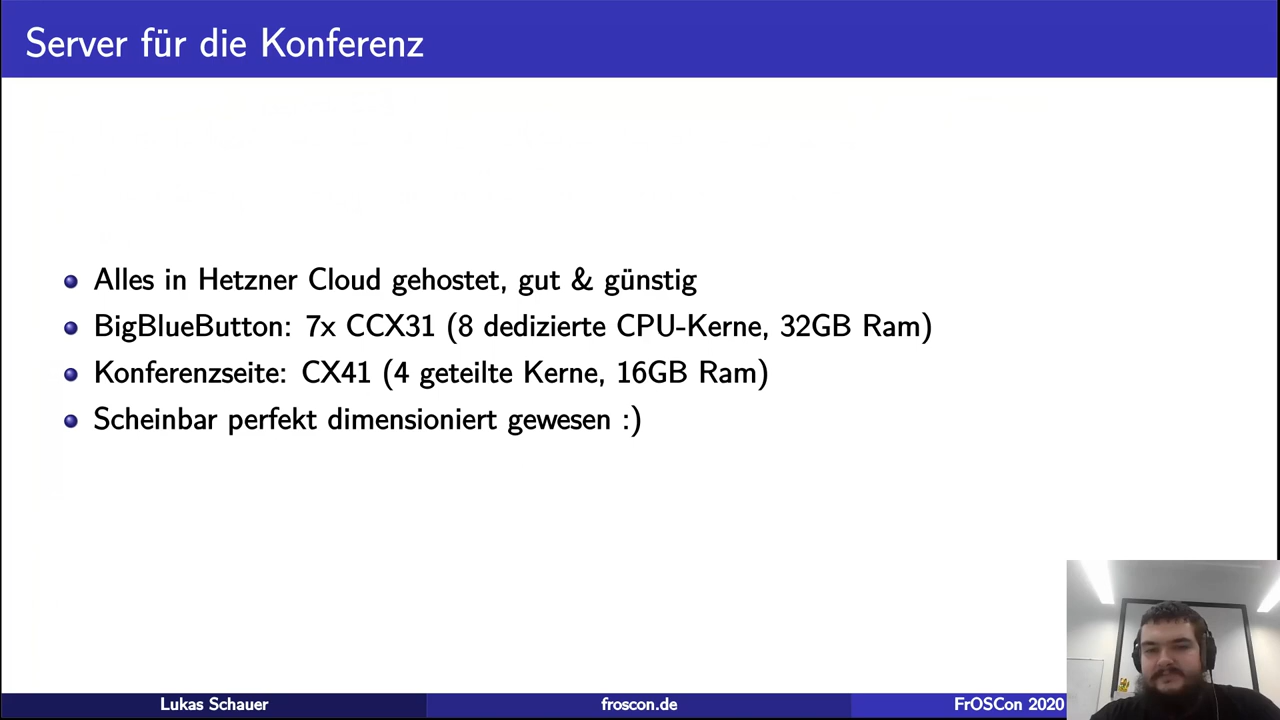 Server für die Konferenz
Alles in Hetzner Cloud gehostet, gut & günstig
BigBlueButton: 7x CCX31 (8 dedizierte CPU-Kerne, 32GB Ram)
Konferenzseite: CX41 (4 geteilte Kerne, 16GB Ram)
Scheinbar perfekt dimensioniert gewesen :)
Lukas Schauer
froscon.de
FrOSCon 2020